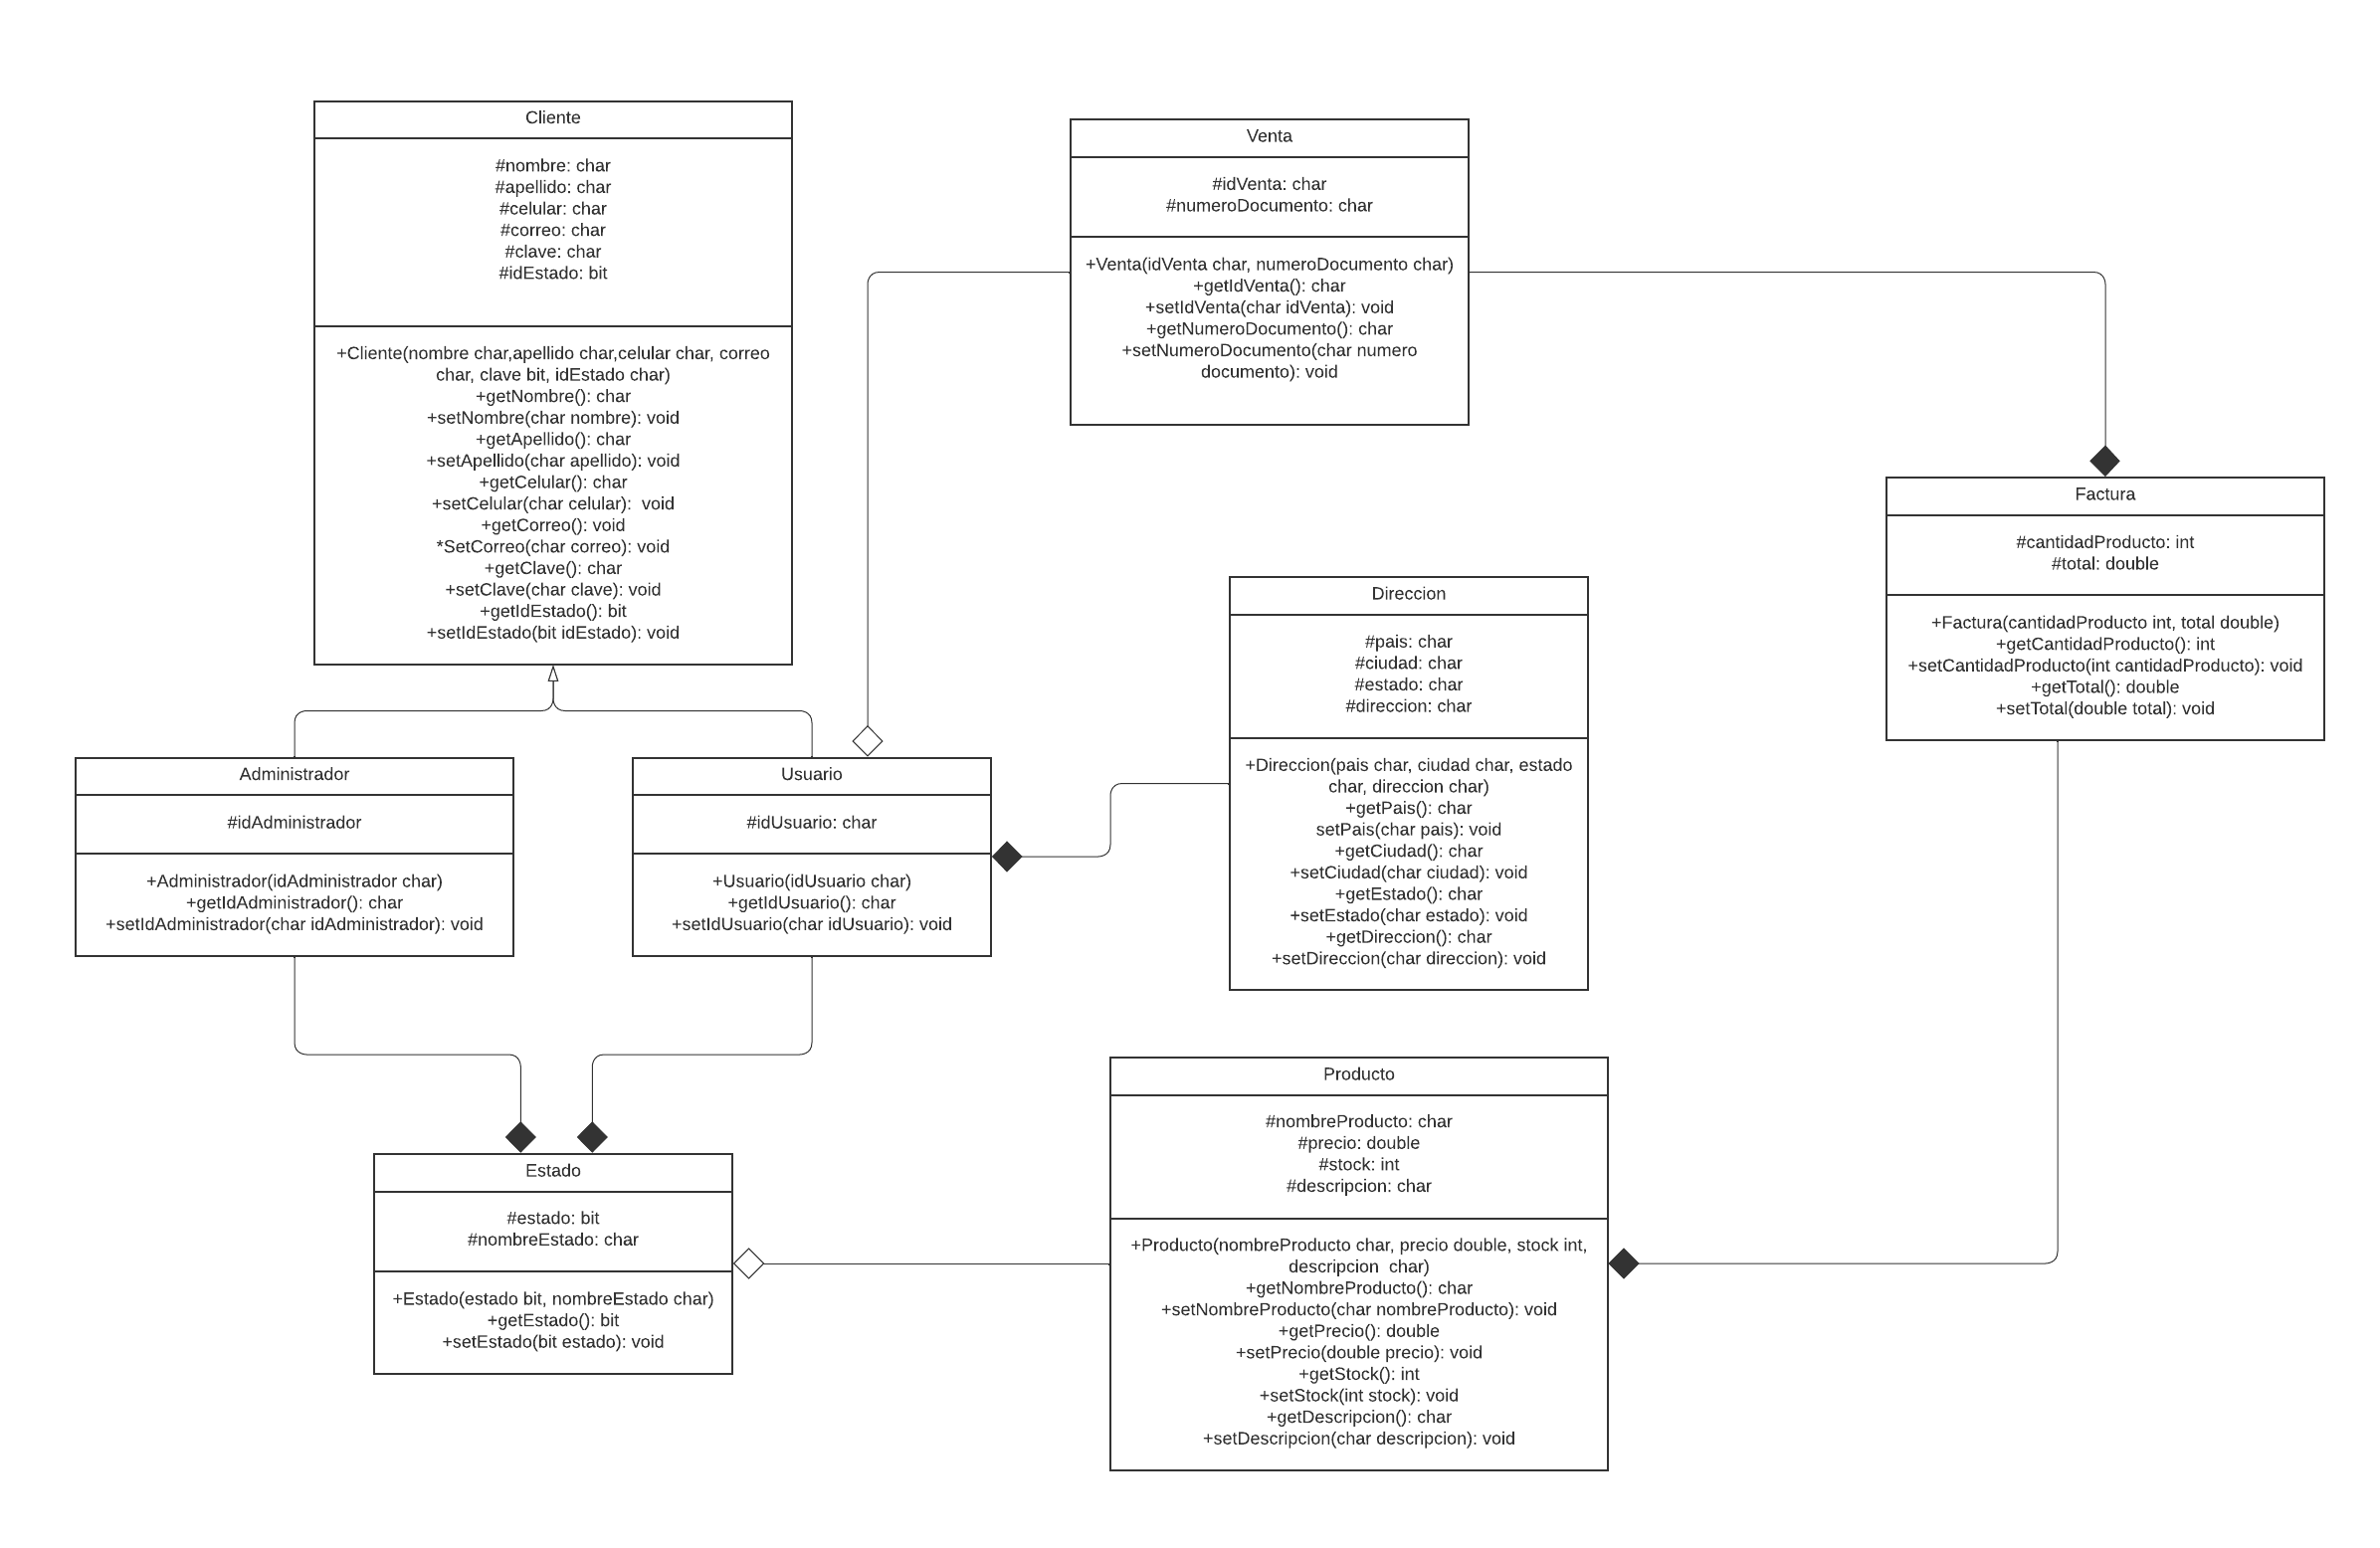 Cliente
#nombre: char
#apellido: char
#celular: char
#correo: char
#clave: char
#idEstado: bit
+Cliente(nombre char,apellido char,celular char, correo
char, clave bit, idEstado char)
+getNombre(): char
+setNombre(char nombre): void
+getApellido(): char
+setApellido(char apellido): void
+getCelular(): char
+setCelular(char celular):  void
+getCorreo(): void
*SetCorreo(char correo): void
+getClave(): char
+setClave(char clave): void
+getIdEstado(): bit
+setIdEstado(bit idEstado): void
Venta
#idVenta: char
#numeroDocumento: char
+Venta(idVenta char, numeroDocumento char)
+getIdVenta(): char
+setIdVenta(char idVenta): void
+getNumeroDocumento(): char
+setNumeroDocumento(char numero
documento): void
Factura
#cantidadProducto: int
#total: double
+Factura(cantidadProducto int, total double)
+getCantidadProducto(): int
+setCantidadProducto(int cantidadProducto): void
+getTotal(): double
+setTotal(double total): void
Direccion
#pais: char
#ciudad: char
#estado: char
#direccion: char
+Direccion(pais char, ciudad char, estado
char, direccion char)
+getPais(): char
setPais(char pais): void
+getCiudad(): char
+setCiudad(char ciudad): void
+getEstado(): char
+setEstado(char estado): void
+getDireccion(): char
+setDireccion(char direccion): void
Administrador
#idAdministrador
+Administrador(idAdministrador char)
+getIdAdministrador(): char
+setIdAdministrador(char idAdministrador): void
Usuario
#idUsuario: char
+Usuario(idUsuario char)
+getIdUsuario(): char
+setIdUsuario(char idUsuario): void
Estado
#estado: bit
#nombreEstado: char
+Estado(estado bit, nombreEstado char)
+getEstado(): bit
+setEstado(bit estado): void
Producto
#nombreProducto: char
#precio: double
#stock: int
#descripcion: char
+Producto(nombreProducto char, precio double, stock int,
descripcion  char)
+getNombreProducto(): char
+setNombreProducto(char nombreProducto): void
+getPrecio(): double
+setPrecio(double precio): void
+getStock(): int
+setStock(int stock): void
+getDescripcion(): char
+setDescripcion(char descripcion): void